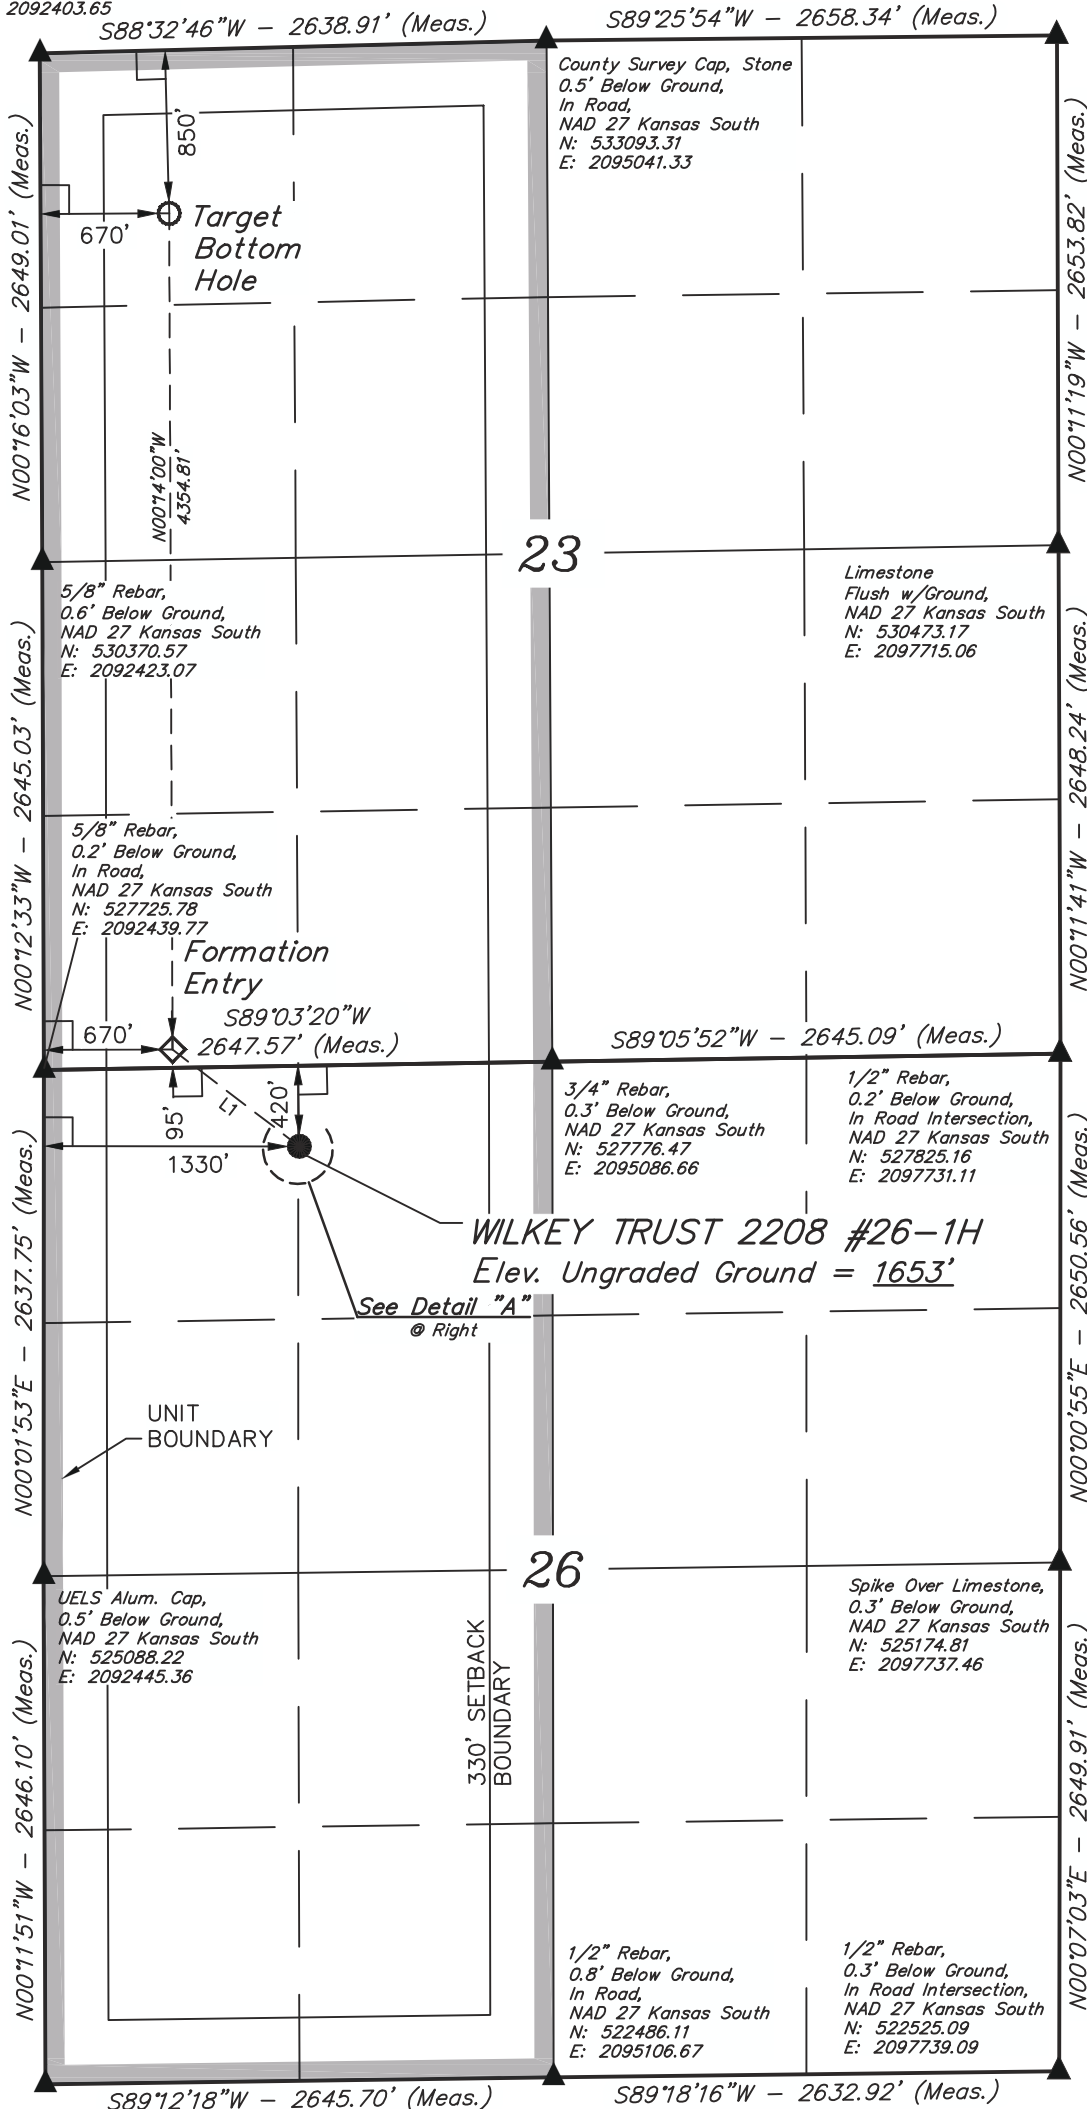 2092403.65
S88°32'46"W - 2638.91' (Meas.)
S89°25'54"W - 2658.34' (Meas.)
County Survey Cap, Stone
0.5' Below Ground,
In Road,
NAD 27 Kansas South
N: 533093.31
E: 2095041.33
850'
670'
Target
Bottom
Hole
N00°16'03"W - 2649.01' (Meas.)
N00°11'19"W - 2653.82' (Meas.)
N00°14'00"W
4354.81'
23
5/8" Rebar,
0.6' Below Ground,
NAD 27 Kansas South
N: 530370.57
E: 2092423.07
Limestone
Flush w/Ground,
NAD 27 Kansas South
N: 530473.17
E: 2097715.06
N00°12'33"W - 2645.03' (Meas.)
N00°11'41"W - 2648.24' (Meas.)
5/8" Rebar,
0.2' Below Ground,
In Road,
NAD 27 Kansas South
N: 527725.78
E: 2092439.77
Formation
Entry
670'
S89°03'20"W
2647.57' (Meas.)
S89°05'52"W - 2645.09' (Meas.)
95'
L1
420'
1330'
3/4" Rebar,
0.3' Below Ground,
NAD 27 Kansas South
N: 527776.47
E: 2095086.66
1/2" Rebar,
0.2' Below Ground,
In Road Intersection,
NAD 27 Kansas South
N: 527825.16
E: 2097731.11
WILKEY TRUST 2208 #26-1H
Elev. Ungraded Ground = 1653'
See Detail "A"
@ Right
N00°01'53"E - 2637.75' (Meas.)
N00°00'55"E - 2650.56' (Meas.)
UNIT
BOUNDARY
26
UELS Alum. Cap,
0.5' Below Ground,
NAD 27 Kansas South
N: 525088.22
E: 2092445.36
Spike Over Limestone,
0.3' Below Ground,
NAD 27 Kansas South
N: 525174.81
E: 2097737.46
330' SETBACK
BOUNDARY
N00°11'51"W - 2646.10' (Meas.)
N00°07'03"E - 2649.91' (Meas.)
1/2" Rebar,
0.8' Below Ground,
In Road,
NAD 27 Kansas South
N: 522486.11
E: 2095106.67
1/2" Rebar,
0.3' Below Ground,
In Road Intersection,
NAD 27 Kansas South
N: 522525.09
E: 2097739.09
S89°12'18"W - 2645.70' (Meas.)
S89°18'16"W - 2632.92' (Meas.)